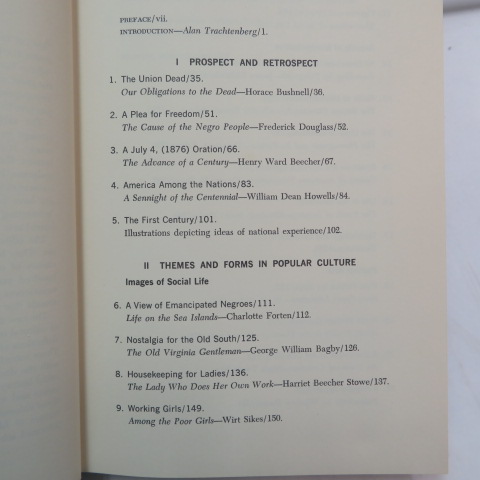 PREFACE/vii.
INTRODUCTION—Alan Trachtenberg/1.
I PROSPECT AND RETROSPECT
1. The Union Dead/35.
Our Obligations to the Dead—Horace Bushnell/36.
2. A Plea for Freedom/51.
The Cause of the Negro People—Frederick Douglass/52.
3. A July 4, (1876) Oration/66.
The Advance of a Century—Henry Ward Beecher/67.
4. America Among the Nations/83.
A Sennight of the Centennial—William Dean Howells/84.
5. The First Century/101.
Illustrations depicting ideas of national experience/102.
II THEMES AND FORMS IN POPULAR CULTURE
Images of Social Life
6. A View of Emancipated Negroes/111.
Life on the Sea Islands—Charlotte Forten/112.
7. Nostalgia for the Old South/125.
The Old Virginia Gentleman—George William Bagby/126.
8. Housekeeping for Ladies/136.
The Lady Who Does Her Own Work—Harriet Beecher Stowe/137.
9. Working Girls/149.
Among the Poor Girls—Wirt Sikes/150.